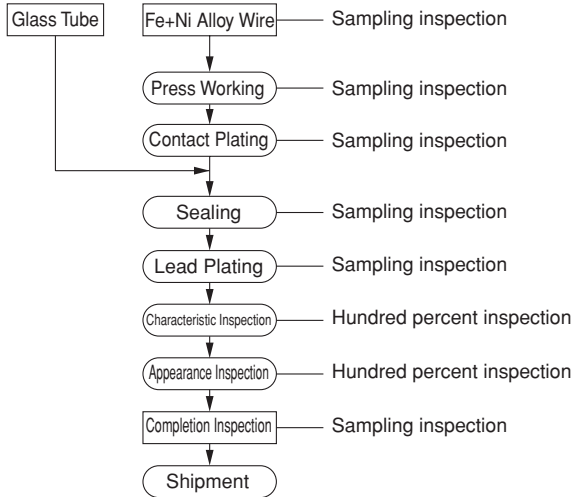 Glass Tube
Fe+Ni Alloy Wire
Sampling inspection
Press Working
Sampling inspection
Contact Plating
Sampling inspection
Sealing
Sampling inspection
Lead Plating
Sampling inspection
Characteristic Inspection
Hundred percent inspection
Appearance Inspection
Hundred percent inspection
Completion Inspection
Sampling inspection
Shipment